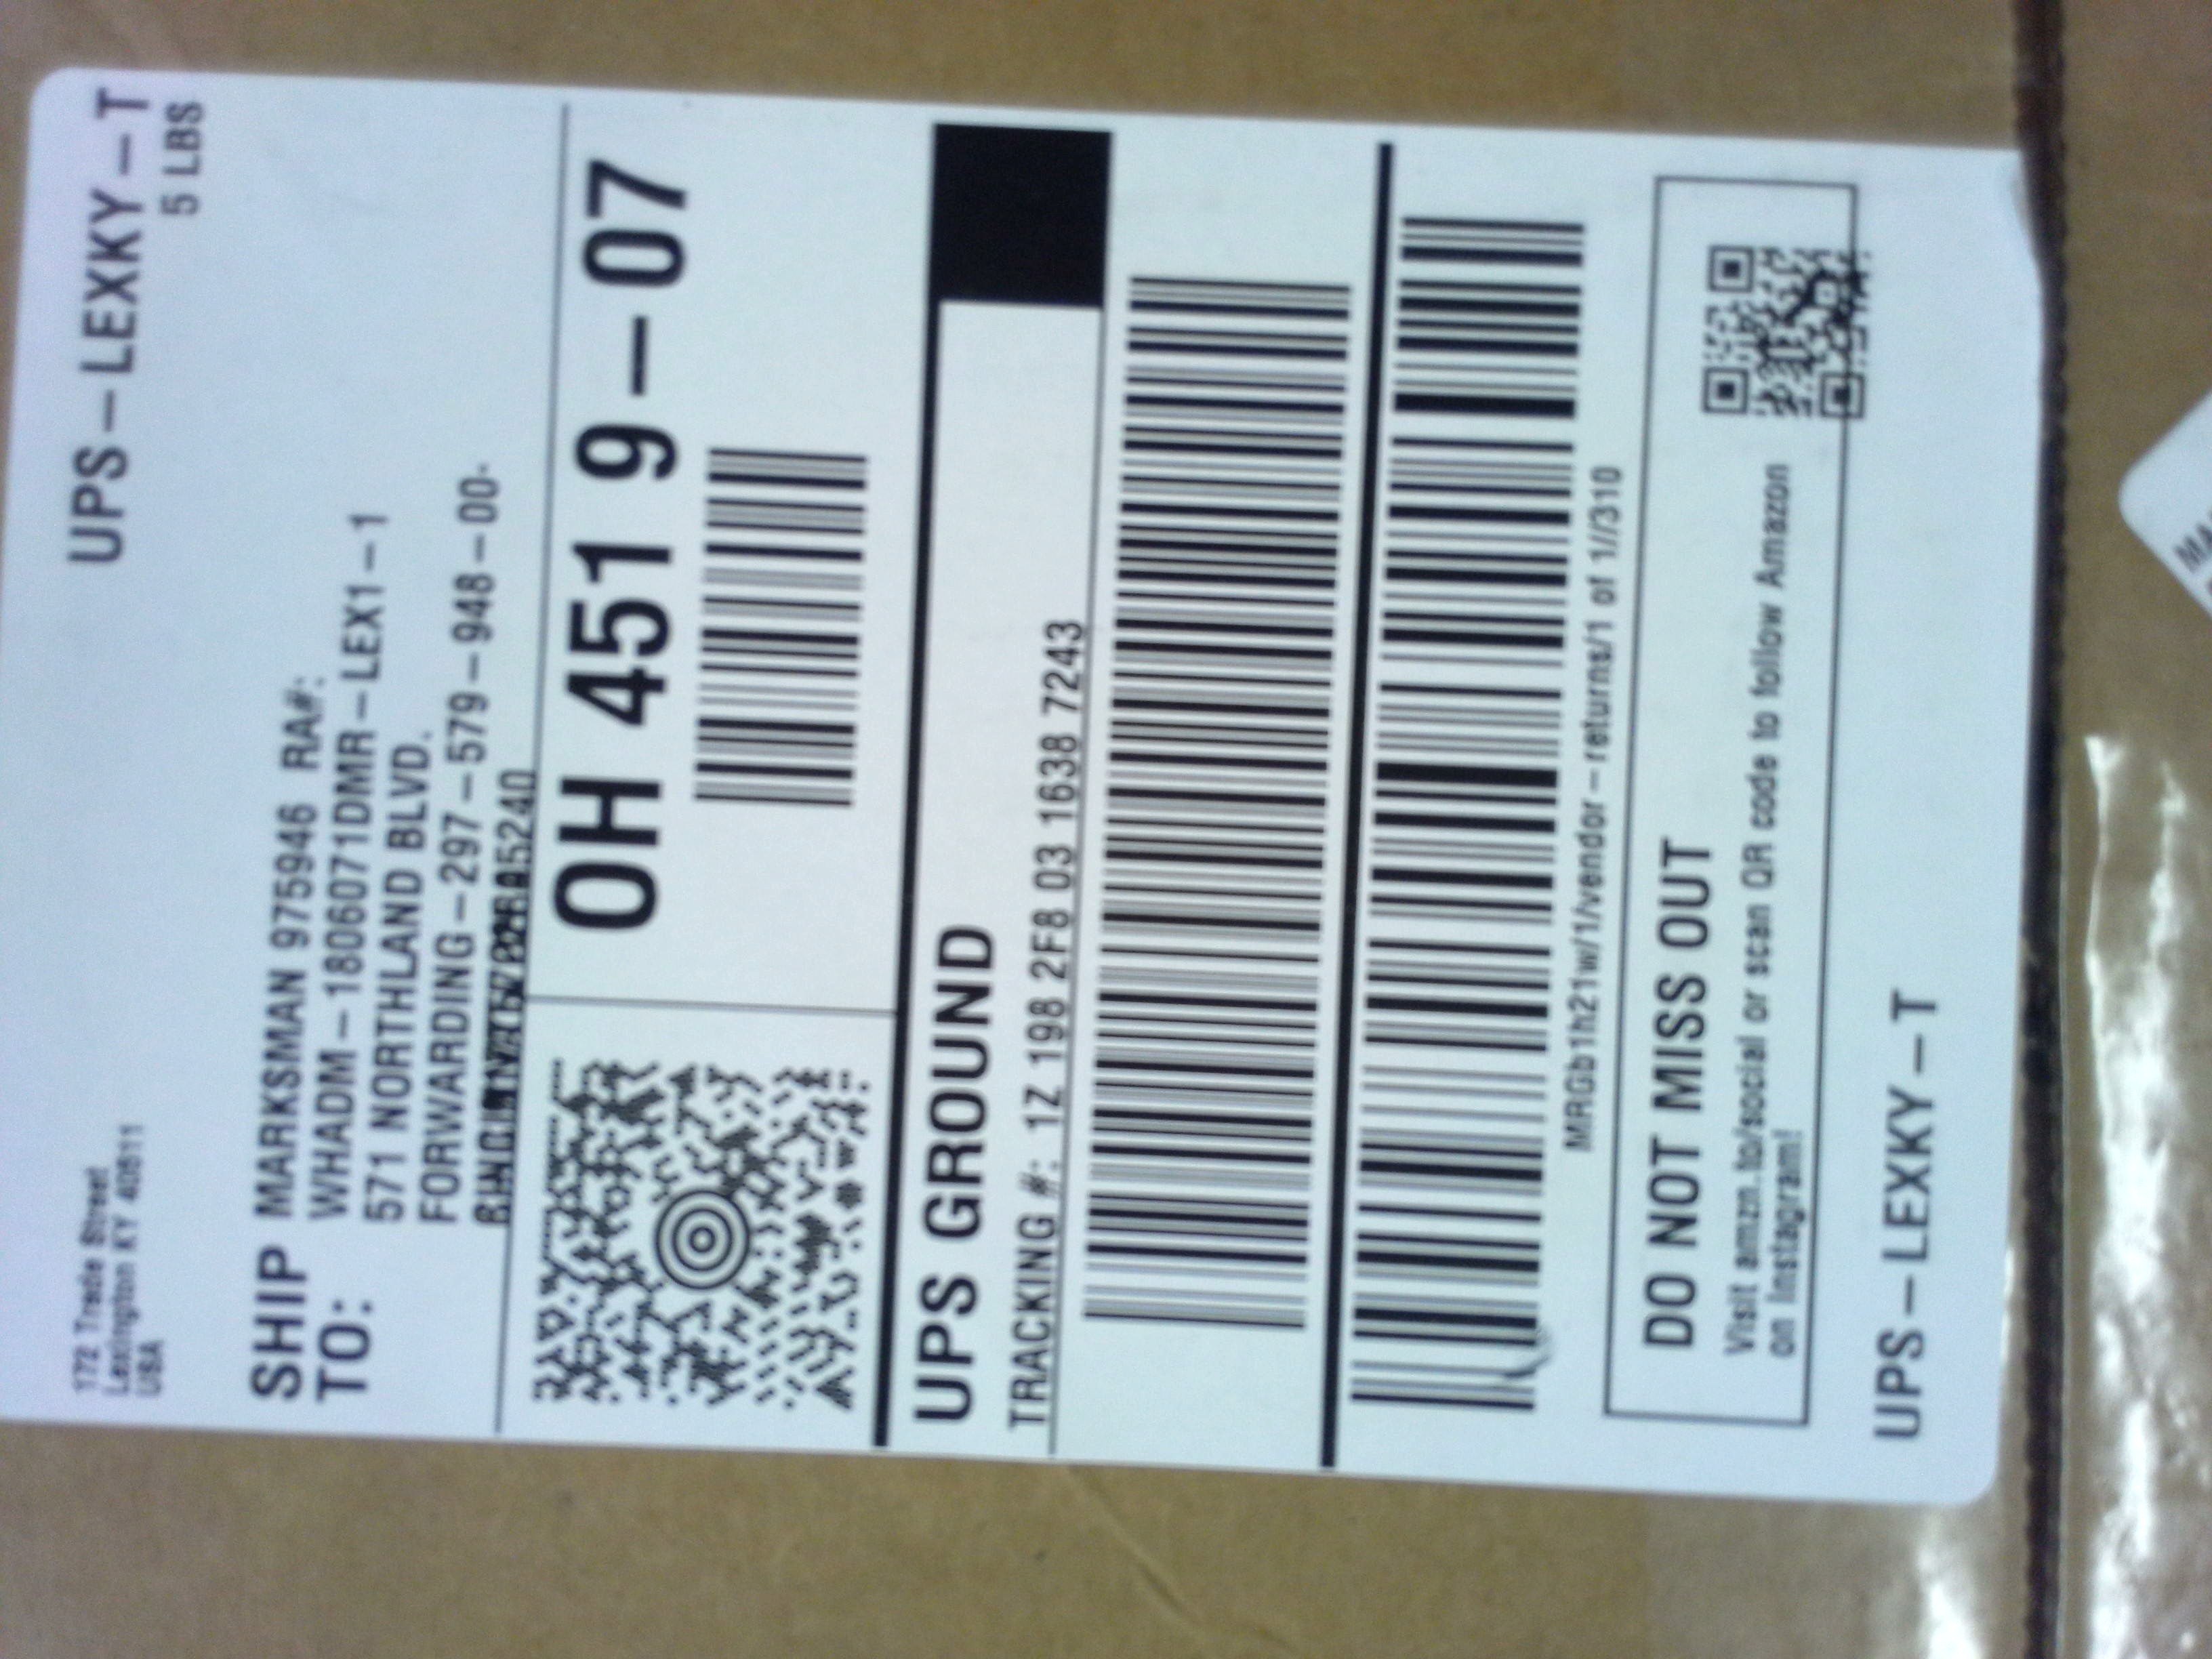 172 Trade Street
Lexington KY 40511
USA
UPS-LEXKY-T
5 LBS
SHIP TO:
MARKSMAN 975946 RA#:
WHADM-1806071DMR-LEX1-1
571 NORTHLAND BLVD.
FORWARDING-297-579-948-00-
OH 451 9-07
UPS GROUND
TRACKING #: 1Z 198 2F8 03 1638 7243
MRGb1h21w/1/vendor-returns/1 of 1//310
DO NOT MISS OUT
Visit amzn.to/social or scan QR code to follow Amazon
on Instagram!
UPS-LEXKY-T
MA